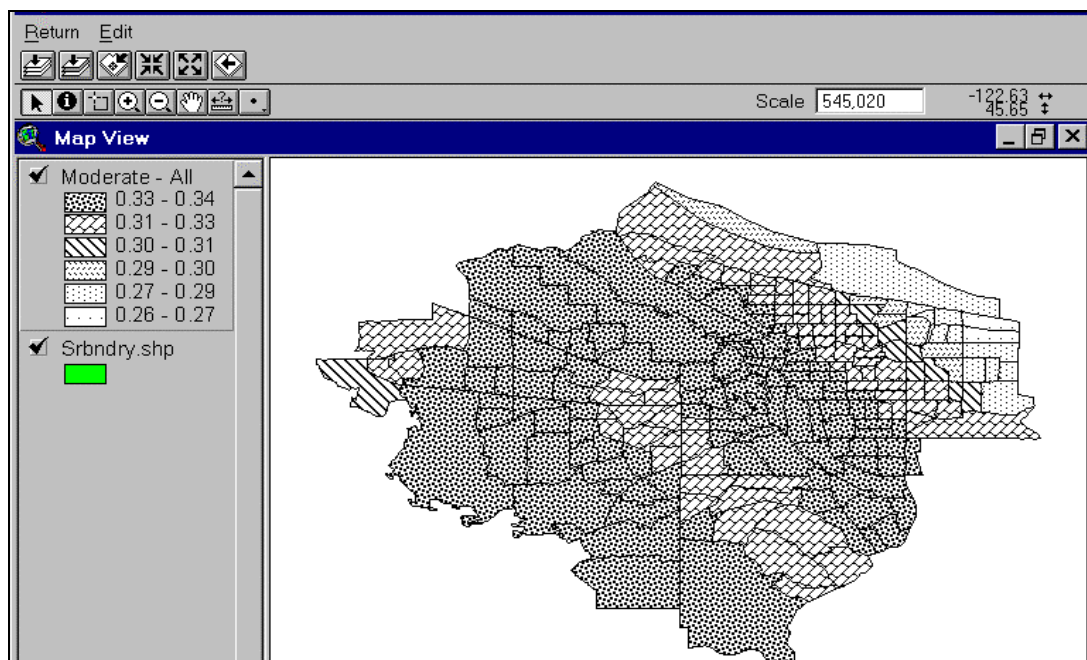 Return Edit
Scale 545,020 -122.63
45.65
Map View
Moderate - All
0.33 - 0.34
0.31 - 0.33
0.30 - 0.31
0.29 - 0.30
0.27 - 0.29
0.26 - 0.27
Srbndry.shp